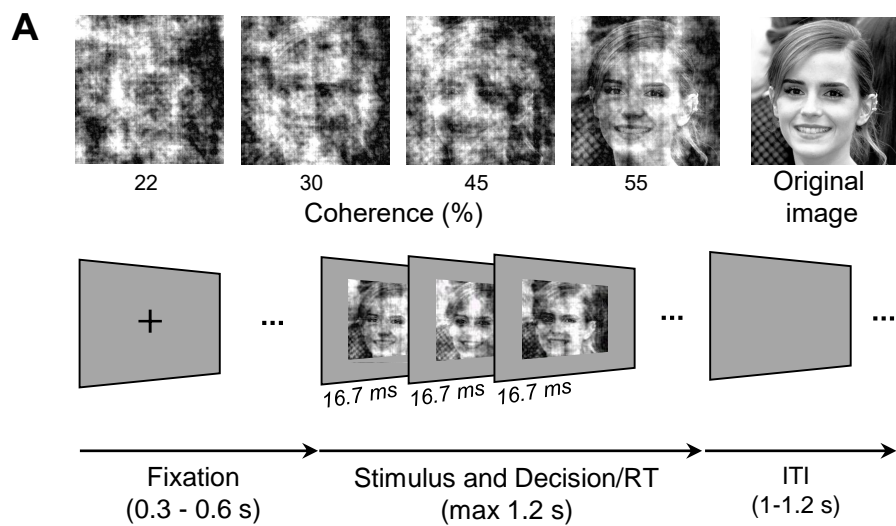 A
22 30 45 55 Original
Coherence (%) image
... ... ...
16.7 ms 16.7 ms 16.7 ms
Fixation Stimulus and Decision/RT ITI
(0.3 - 0.6 s) (max 1.2 s) (1-1.2 s)